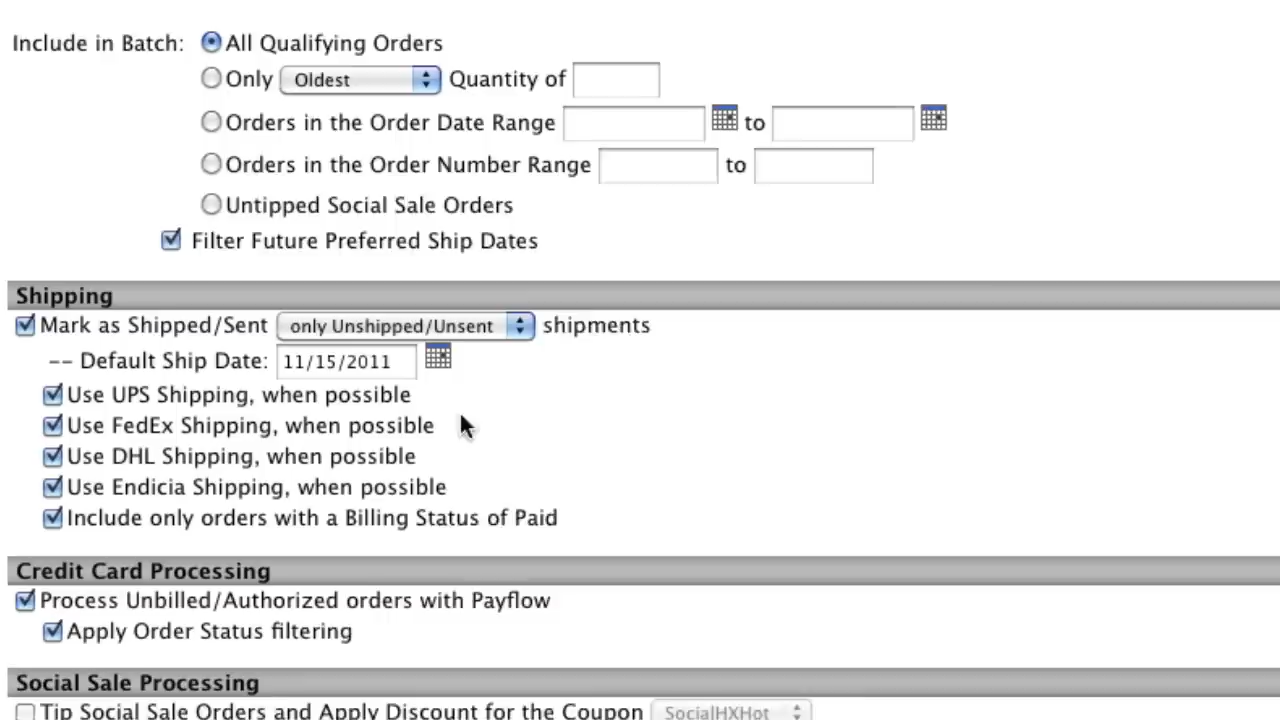 Include in Batch: All Qualifying Orders
Only Oldest Quantity of
Orders in the Order Date Range to
Orders in the Order Number Range to
Untipped Social Sale Orders
Filter Future Preferred Ship Dates
Shipping
Mark as Shipped/Sent only Unshipped/Unsent shipments
-- Default Ship Date: 11/15/2011
Use UPS Shipping, when possible
Use FedEx Shipping, when possible
Use DHL Shipping, when possible
Use Endicia Shipping, when possible
Include only orders with a Billing Status of Paid
Credit Card Processing
Process Unbilled/Authorized orders with Payflow
Apply Order Status filtering
Social Sale Processing
Tip Social Sale Orders and Apply Discount for the Coupon SocialHXHot